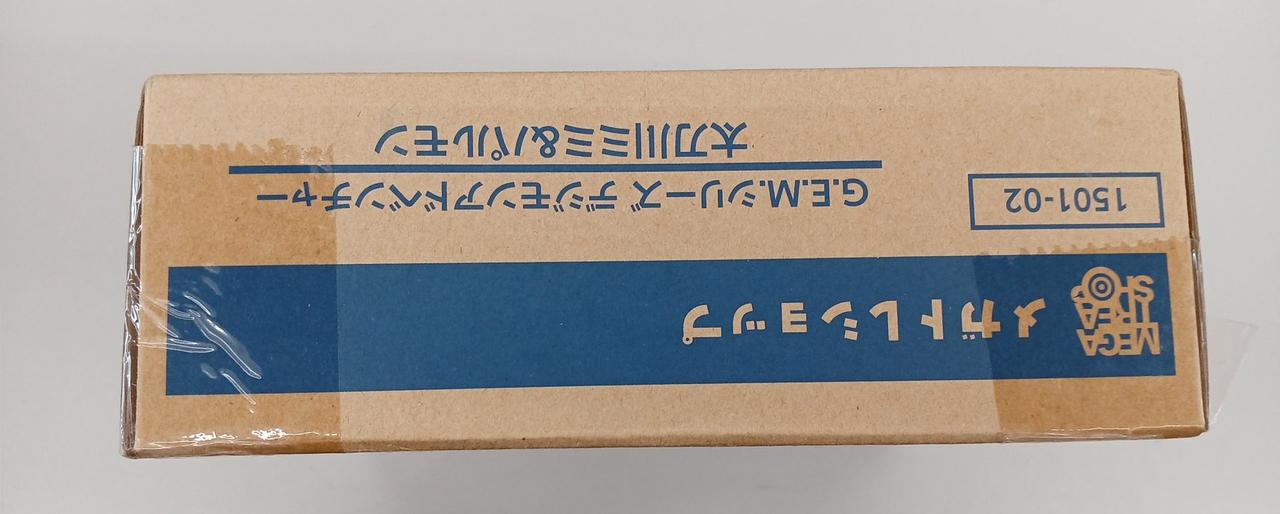 MEGA
TREA
SHOP
メガトレショップ
1501-02
G.E.M.シリーズ デジモンアドベンチャー
太刀川ミミ&パルモン